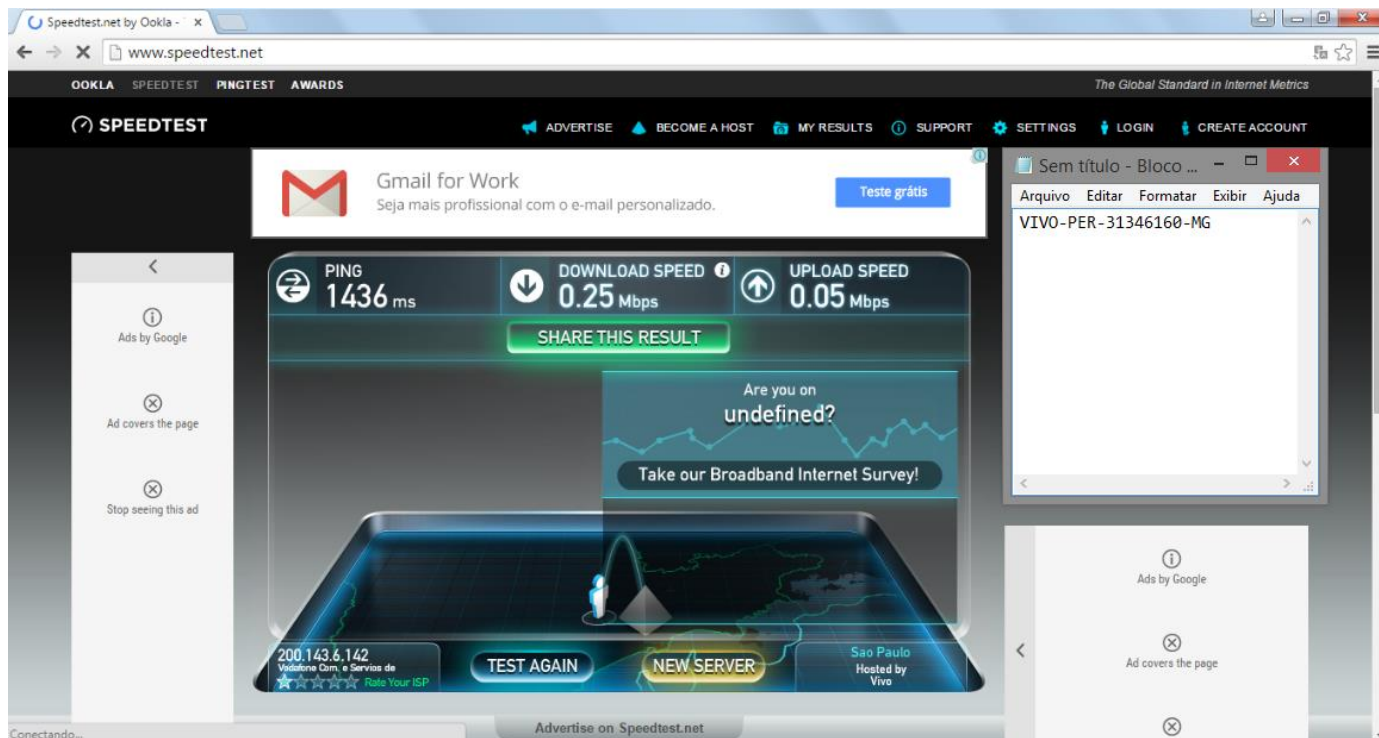 Speedtest.net by Ookla -
www.speedtest.net
OOKLA SPEEDTEST PINGTEST AWARDS
The Global Standard in Internet Metrics
SPEEDTEST
ADVERTISE BECOME A HOST MY RESULTS SUPPORT SETTINGS LOGIN CREATE ACCOUNT
Gmail for Work
Seja mais profissional com o e-mail personalizado.
Teste grátis
Sem título - Bloco ...
Arquivo Editar Formatar Exibir Ajuda
VIVO-PER-31346160-MG
Ads by Google
Ad covers the page
Stop seeing this ad
PING
1436 ms
DOWNLOAD SPEED
0.25 Mbps
UPLOAD SPEED
0.05 Mbps
SHARE THIS RESULT
Are you on
undefined?
Take our Broadband Internet Survey!
200.143.6.142
Vodafone Com. e Servios de
Rate Your ISP
TEST AGAIN
NEW SERVER
Sao Paulo
Hosted by
Vivo
Ads by Google
Ad covers the page
Advertise on Speedtest.net
Conectando...